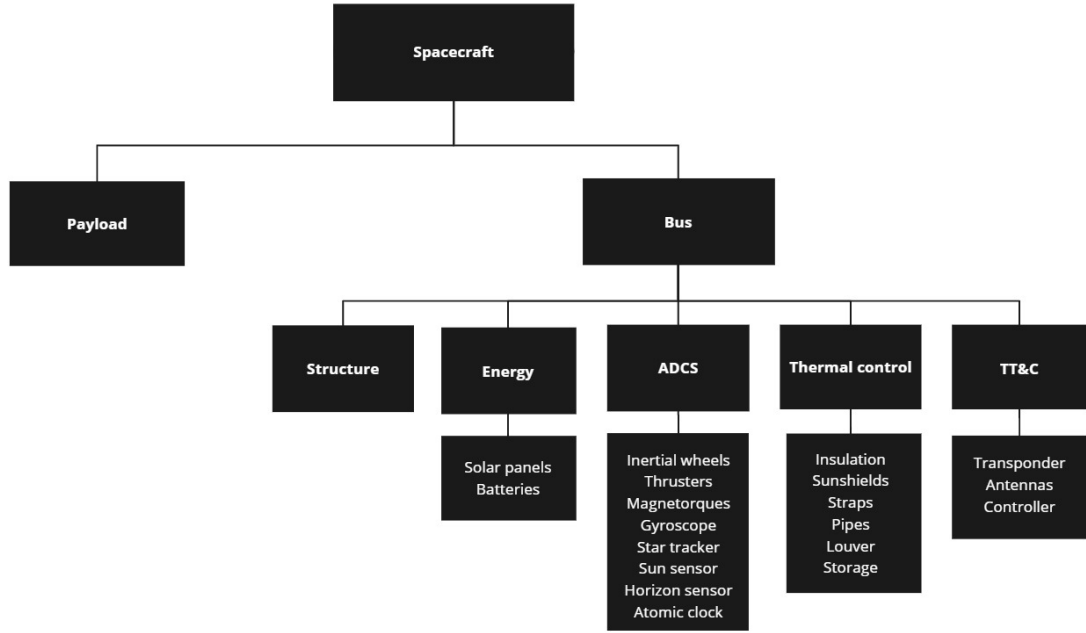 Spacecraft
Payload
Bus
Structure
Energy
ADCS
Thermal control
TT&C
Solar panels
Batteries
Inertial wheels
Thrusters
Magnetorques
Gyroscope
Star tracker
Sun sensor
Horizon sensor
Atomic clock
Insulation
Sunshields
Straps
Pipes
Louver
Storage
Transponder
Antennas
Controller